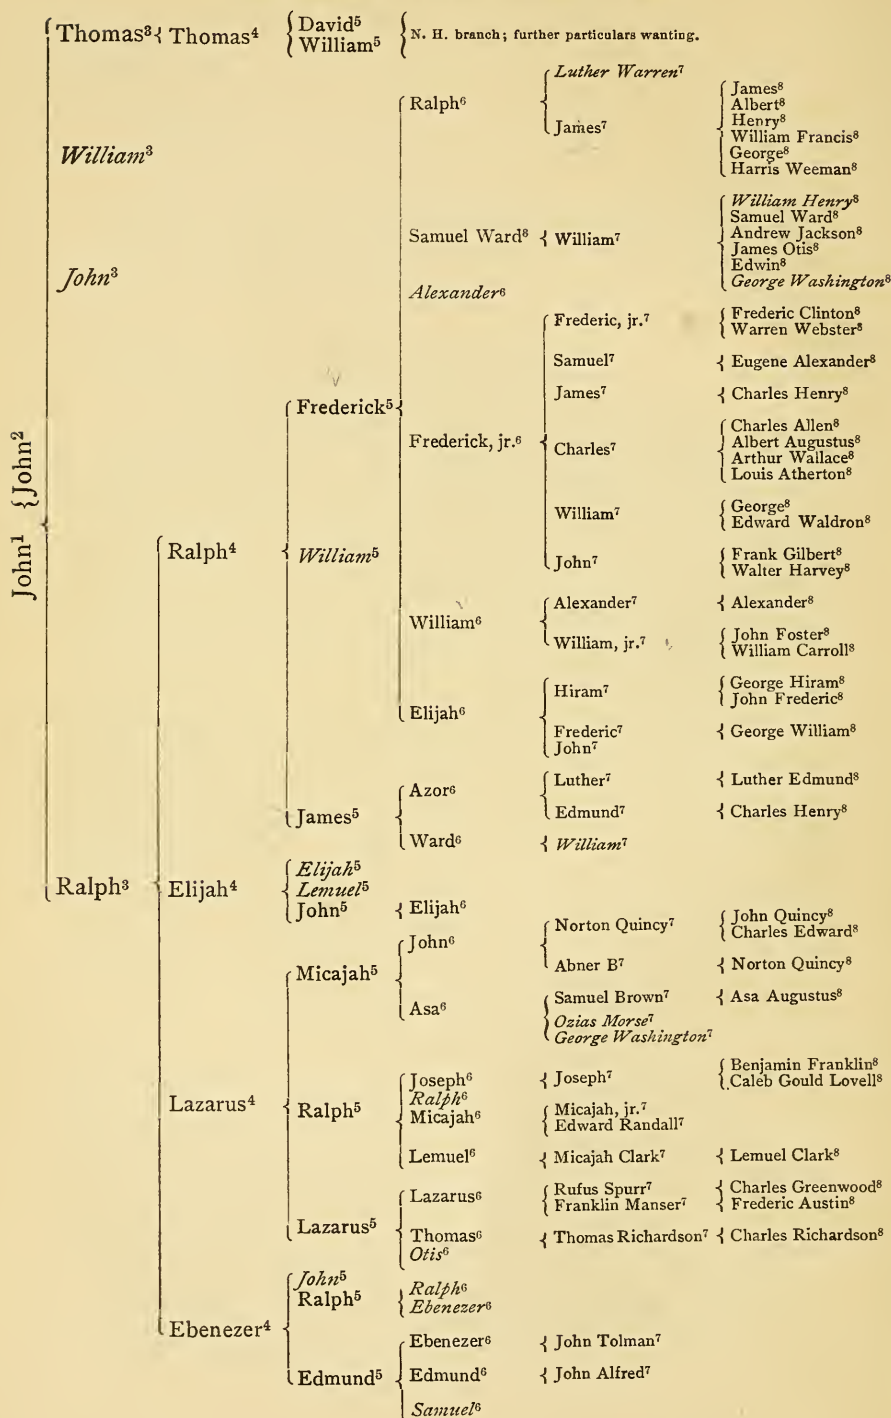 Thomas³ Thomas⁴ David⁵ N. H. branch; further particulars wanting.
William⁵
Luther Warren⁷
Ralph⁶
James⁷
James⁸
Albert⁸
Henry⁸
William Francis⁸
George⁸
Harris Weeman⁸
William³
Samuel Ward⁸ William⁷
William Henry⁸
Samuel Ward⁸
Andrew Jackson⁸
James Otis⁸
Edwin⁸
George Washington⁸
John³
Alexander⁶
Frederic, jr.⁷ Frederic Clinton⁸
Warren Webster⁸
Samuel⁷ Eugene Alexander⁸
James⁷ Charles Henry⁸
Frederick⁵
Frederick, jr.⁶
Charles⁷ Charles Allen⁸
Albert Augustus⁸
Arthur Wallace⁸
Louis Atherton⁸
John¹ John²
William⁷ George⁸
Edward Waldron⁸
Ralph⁴ William⁵
John⁷ Frank Gilbert⁸
Walter Harvey⁸
William⁶
Alexander⁷ Alexander⁸
William, jr.⁷ John Foster⁸
William Carroll⁸
Elijah⁶
Hiram⁷ George Hiram⁸
John Frederic⁸
Frederic⁷ George William⁸
John⁷
James⁵
Azor⁶
Luther⁷ Luther Edmund⁸
Edmund⁷ Charles Henry⁸
Ward⁶ William⁷
Ralph³ Elijah⁴
Elijah⁵
Lemuel⁵
John⁵ Elijah⁶
Micajah⁵
John⁶
Norton Quincy⁷ John Quincy⁸
Charles Edward⁸
Abner B⁷ Norton Quincy⁸
Asa⁶
Samuel Brown⁷ Asa Augustus⁸
Ozias Morse⁷
George Washington⁷
Lazarus⁴ Ralph⁵
Joseph⁶ Joseph⁷ Benjamin Franklin⁸
Caleb Gould Lovell⁸
Ralph⁶
Micajah⁶ Micajah, jr.⁷
Edward Randall⁷
Lemuel⁶ Micajah Clark⁷ Lemuel Clark⁸
Lazarus⁵
Lazarus⁶ Rufus Spurr⁷ Charles Greenwood⁸
Franklin Manser⁷ Frederic Austin⁸
Thomas⁶ Thomas Richardson⁷ Charles Richardson⁸
Otis⁶
Ebenezer⁴
John⁵
Ralph⁵ Ralph⁶
Ebenezer⁶
Edmund⁵
Ebenezer⁶ John Tolman⁷
Edmund⁶ John Alfred⁷
Samuel⁶